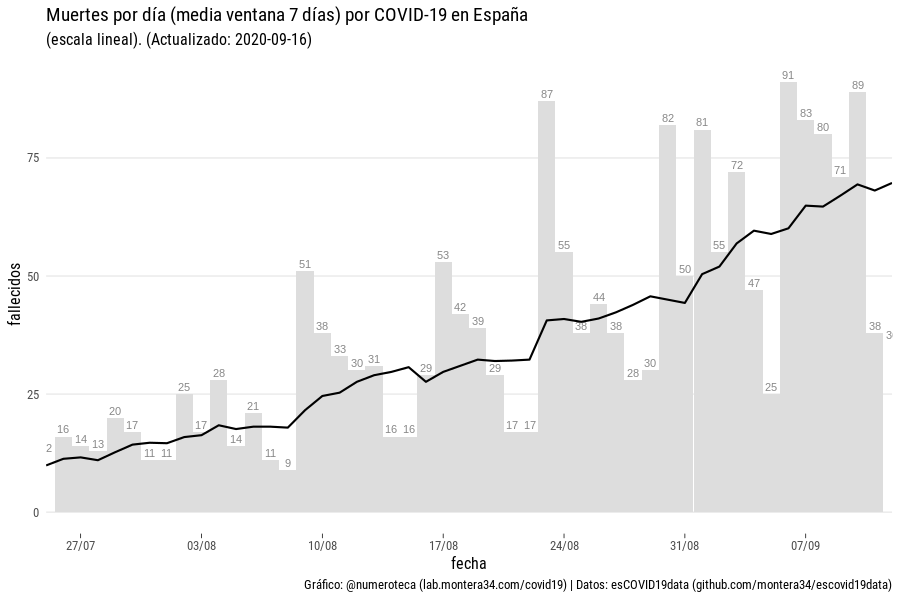 Muertes por día (media ventana 7 días) por COVID-19 en España
(escala lineal). (Actualizado: 2020-09-16)
fallecidos
75
50
25
0
2 16 14 13 20 17 11 11 25 17 28 14 21 11 9 51 38 33 30 31 16 16 29 53 42 39 29 17 17 87 55 38 44 38 28 30 82 50 81 55 72 47 25 91 83 80 71 89 38
27/07 03/08 10/08 17/08 24/08 31/08 07/09
fecha
Gráfico: @numeroteca (lab.montera34.com/covid19) | Datos: esCOVID19data (github.com/montera34/escovid19data)